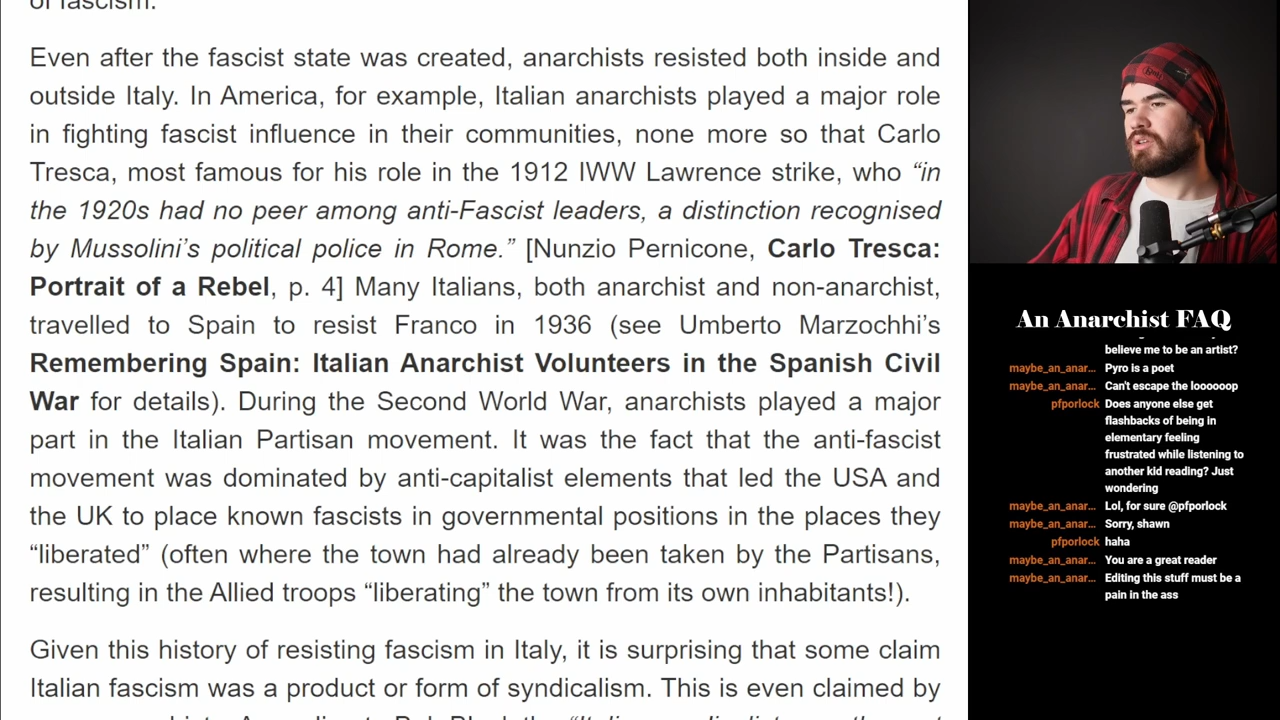 of fascism.
Even after the fascist state was created, anarchists resisted both inside and
outside Italy. In America, for example, Italian anarchists played a major role
in fighting fascist influence in their communities, none more so that Carlo
Tresca, most famous for his role in the 1912 IWW Lawrence strike, who “in
the 1920s had no peer among anti-Fascist leaders, a distinction recognised
by Mussolini’s political police in Rome.” [Nunzio Pernicone, Carlo Tresca:
Portrait of a Rebel, p. 4] Many Italians, both anarchist and non-anarchist,
travelled to Spain to resist Franco in 1936 (see Umberto Marzochhi’s
Remembering Spain: Italian Anarchist Volunteers in the Spanish Civil
War for details). During the Second World War, anarchists played a major
part in the Italian Partisan movement. It was the fact that the anti-fascist
movement was dominated by anti-capitalist elements that led the USA and
the UK to place known fascists in governmental positions in the places they
“liberated” (often where the town had already been taken by the Partisans,
resulting in the Allied troops “liberating” the town from its own inhabitants!).
Given this history of resisting fascism in Italy, it is surprising that some claim
Italian fascism was a product or form of syndicalism. This is even claimed by
An Anarchist FAQ
believe me to be an artist?
maybe_an_anar... Pyro is a poet
maybe_an_anar... Can't escape the loooooop
pfporlock Does anyone else get
flashbacks of being in
elementary feeling
frustrated while listening to
another kid reading? Just
wondering
maybe_an_anar... Lol, for sure @pfporlock
maybe_an_anar... Sorry, shawn
pfporlock haha
maybe_an_anar... You are a great reader
maybe_an_anar... Editing this stuff must be a
pain in the ass